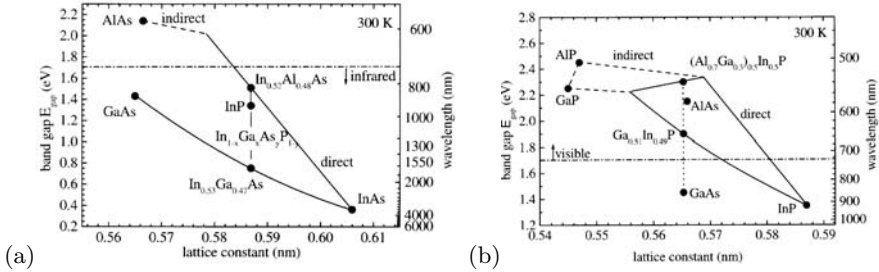 (a)
band gap E_gap (eV)
2.2
2.0
1.8
1.6
1.4
1.2
1.0
0.8
0.6
0.4
0.2
AlAs
indirect
300 K
infrared
In0.52Al0.48As
InP
GaAs
In1-xGaxAsyP1-y
direct
In0.53Ga0.47As
InAs
600
800
1000
1300
1550
2000
4000
6000
wavelength (nm)
0.56 0.57 0.58 0.59 0.60 0.61
lattice constant (nm)
(b)
band gap E_gap (eV)
2.8
2.6
2.4
2.2
2.0
1.8
1.6
1.4
1.2
300 K
AlP
indirect
(Al0.7Ga0.3)0.5In0.5P
GaP
AlAs
direct
Ga0.51In0.49P
visible
GaAs
InP
500
600
700
800
900
1000
wavelength (nm)
0.54 0.55 0.56 0.57 0.58 0.59
lattice constant (nm)